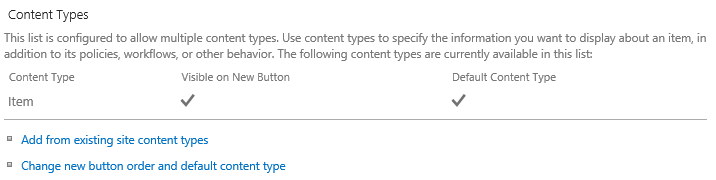 Content Types
This list is configured to allow multiple content types. Use content types to specify the information you want to display about an item, in
addition to its policies, workflows, or other behavior. The following content types are currently available in this list:
Content Type Visible on New Button Default Content Type
Item
Add from existing site content types
Change new button order and default content type